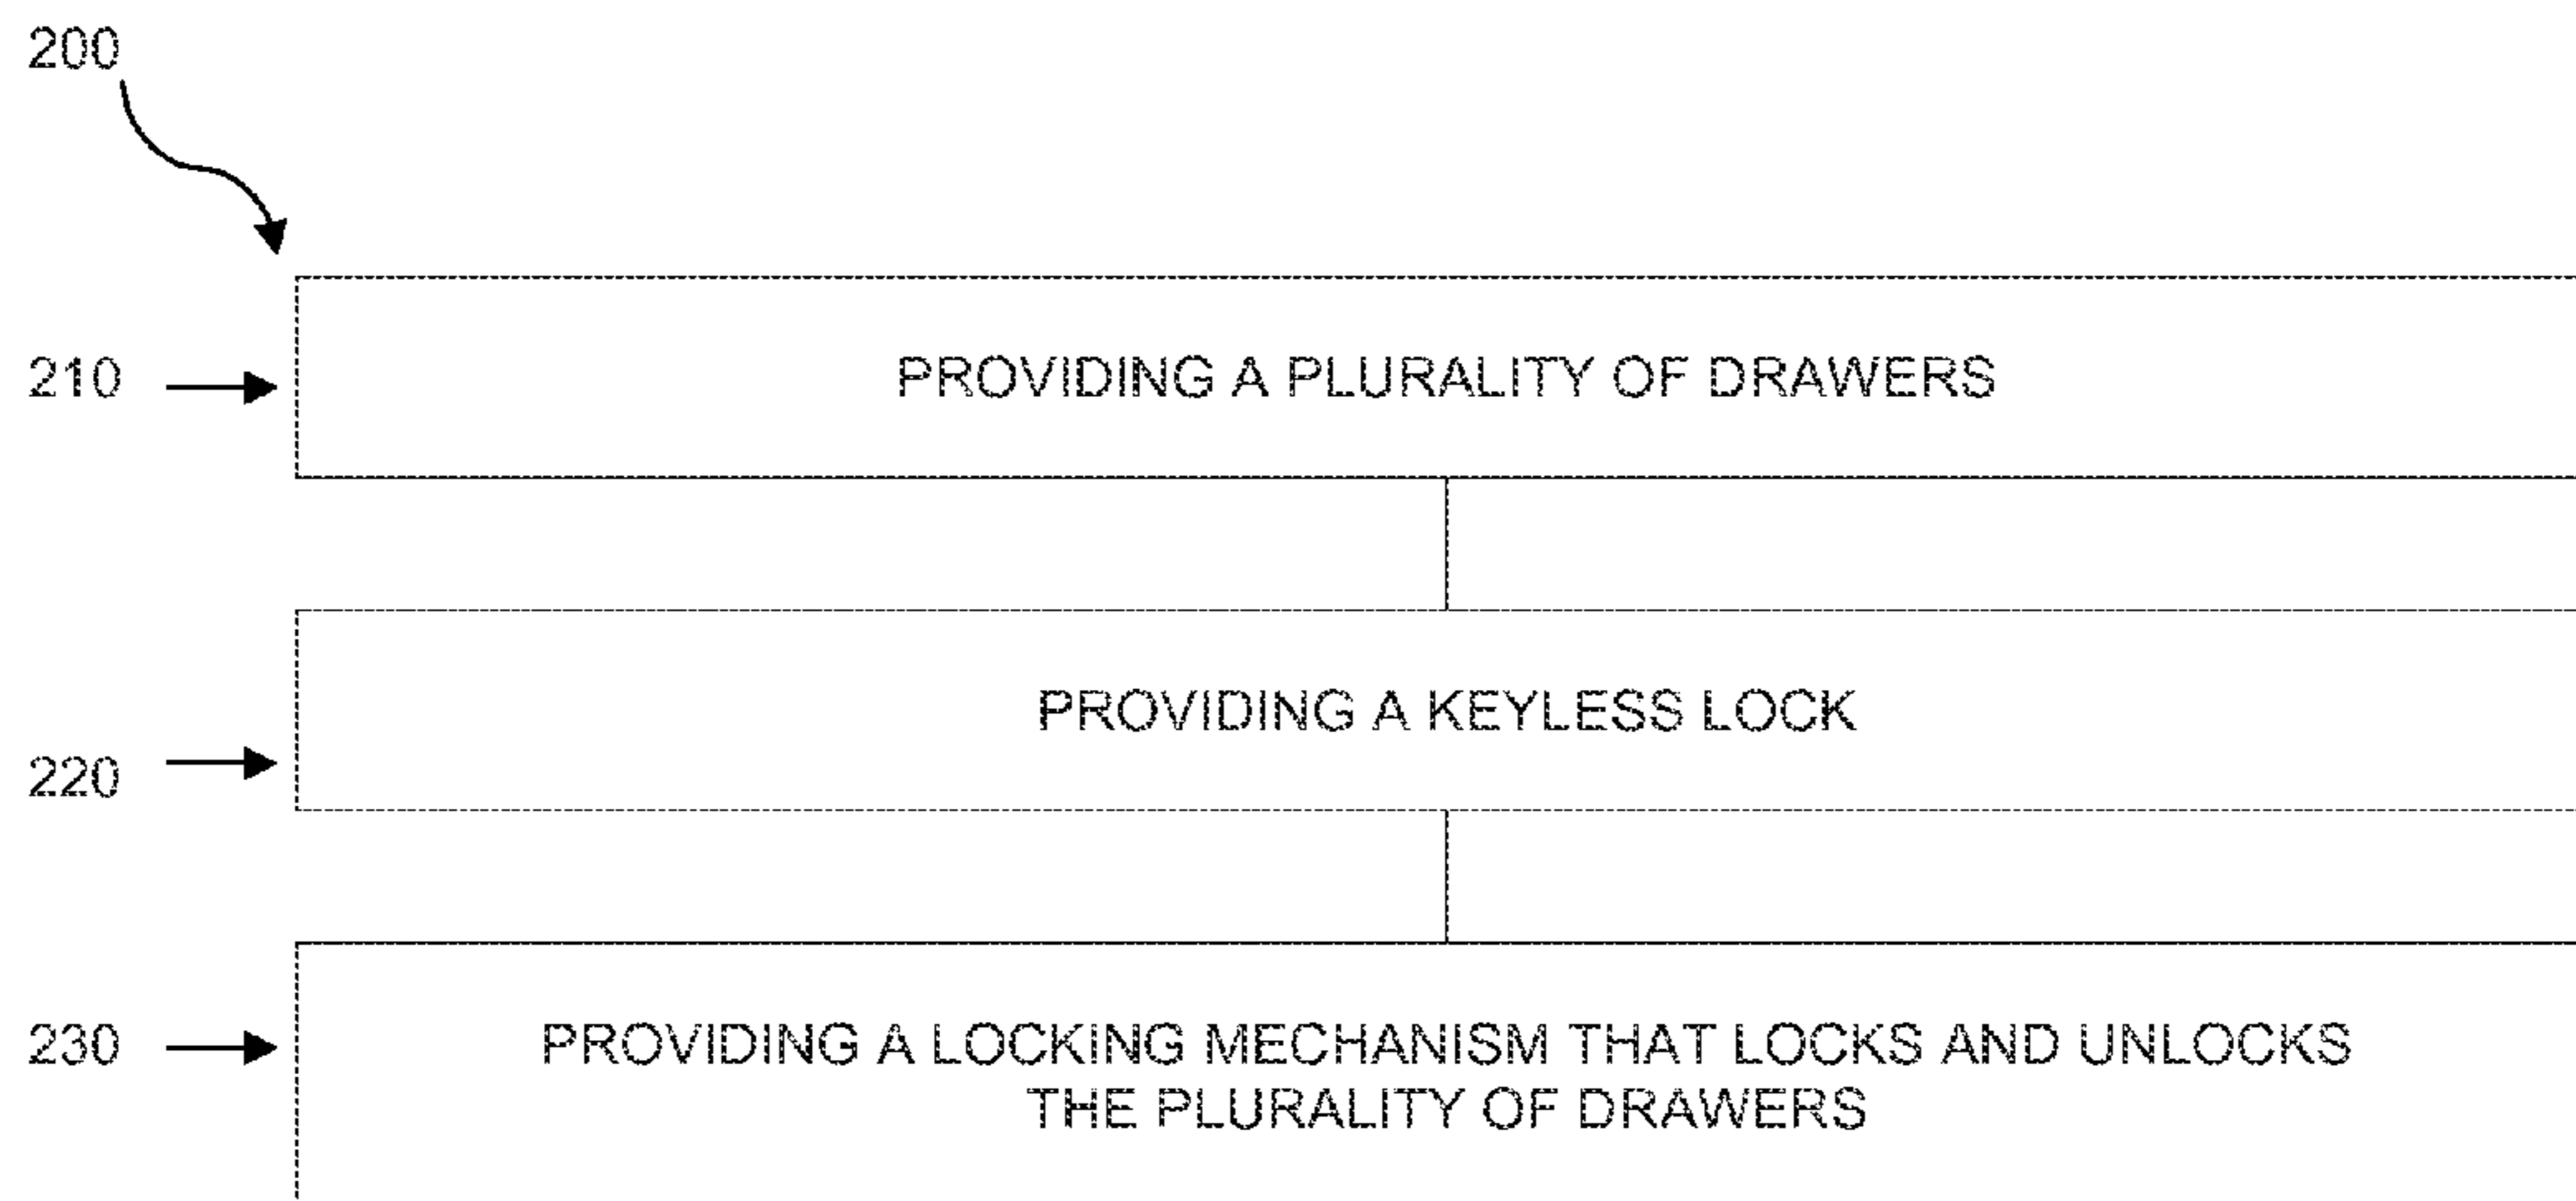 200
210
PROVIDING A PLURALITY OF DRAWERS
220
PROVIDING A KEYLESS LOCK
230
PROVIDING A LOCKING MECHANISM THAT LOCKS AND UNLOCKS
THE PLURALITY OF DRAWERS